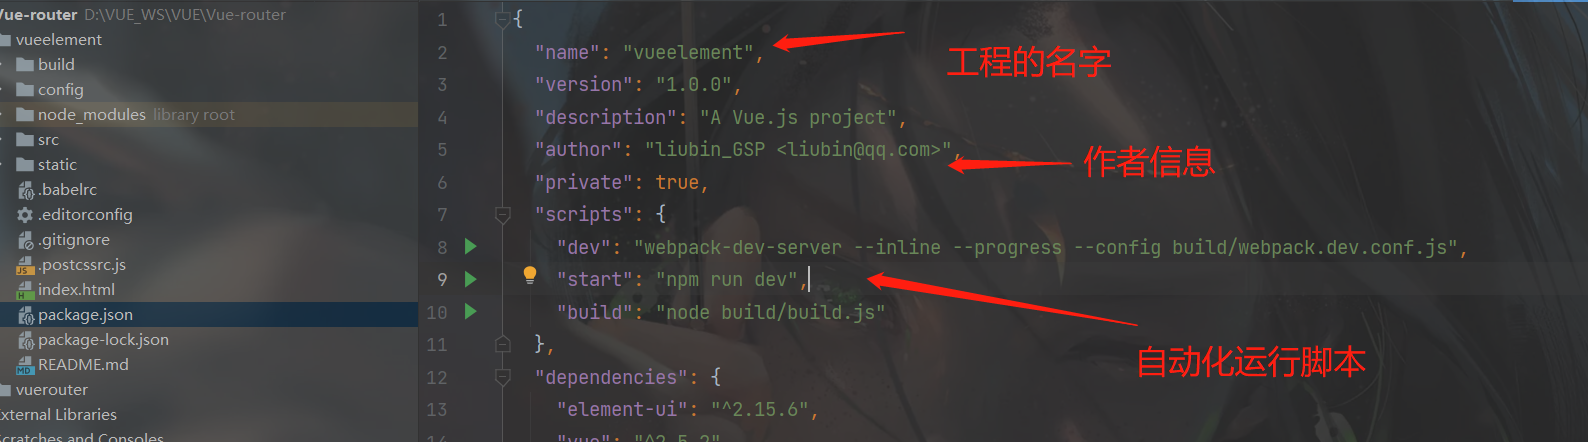 Vue-router D:\VUE_WS\VUE\Vue-router
vueelement
build
config
node_modules library root
src
static
.babelrc
.editorconfig
.gitignore
.postcssrc.js
index.html
package.json
package-lock.json
README.md
vuerouter
External Libraries
Scratches and Consoles
1 {
2 "name": "vueelement",
工程的名字
3 "version": "1.0.0",
4 "description": "A Vue.js project",
5 "author": "liubin_GSP <liubin@qq.com>",
作者信息
6 "private": true,
7 "scripts": {
8 "dev": "webpack-dev-server --inline --progress --config build/webpack.dev.conf.js",
9 "start": "npm run dev",
10 "build": "node build/build.js"
自动化运行脚本
11 },
12 "dependencies": {
13 "element-ui": "^2.15.6",
14 "vue": "^2.5.2"